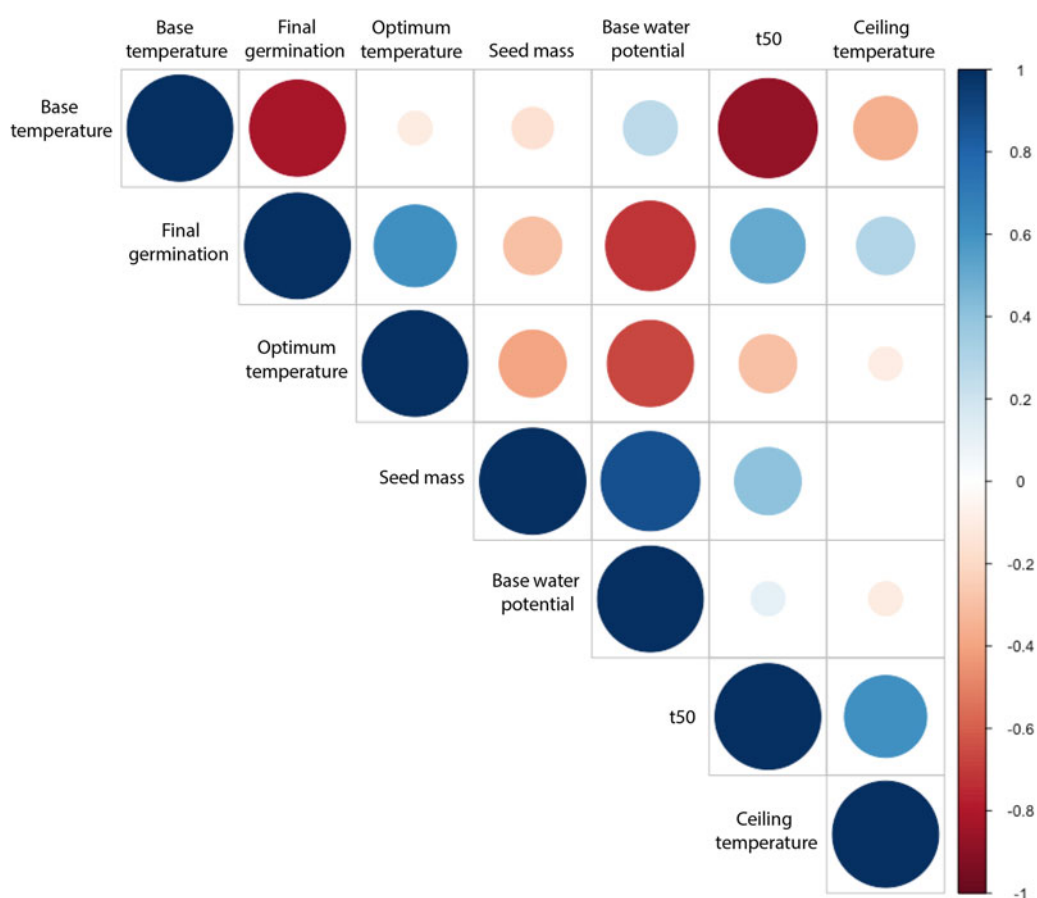 Base
temperature
Final
germination
Optimum
temperature
Seed mass
Base water
potential
t50
Ceiling
temperature
Base
temperature
Final
germination
Optimum
temperature
Seed mass
Base water
potential
t50
Ceiling
temperature
1
0.8
0.6
0.4
0.2
0
-0.2
-0.4
-0.6
-0.8
-1